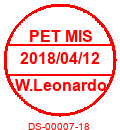 PET MIS
2018/04/12
W.Leonardo
DS-00007-18